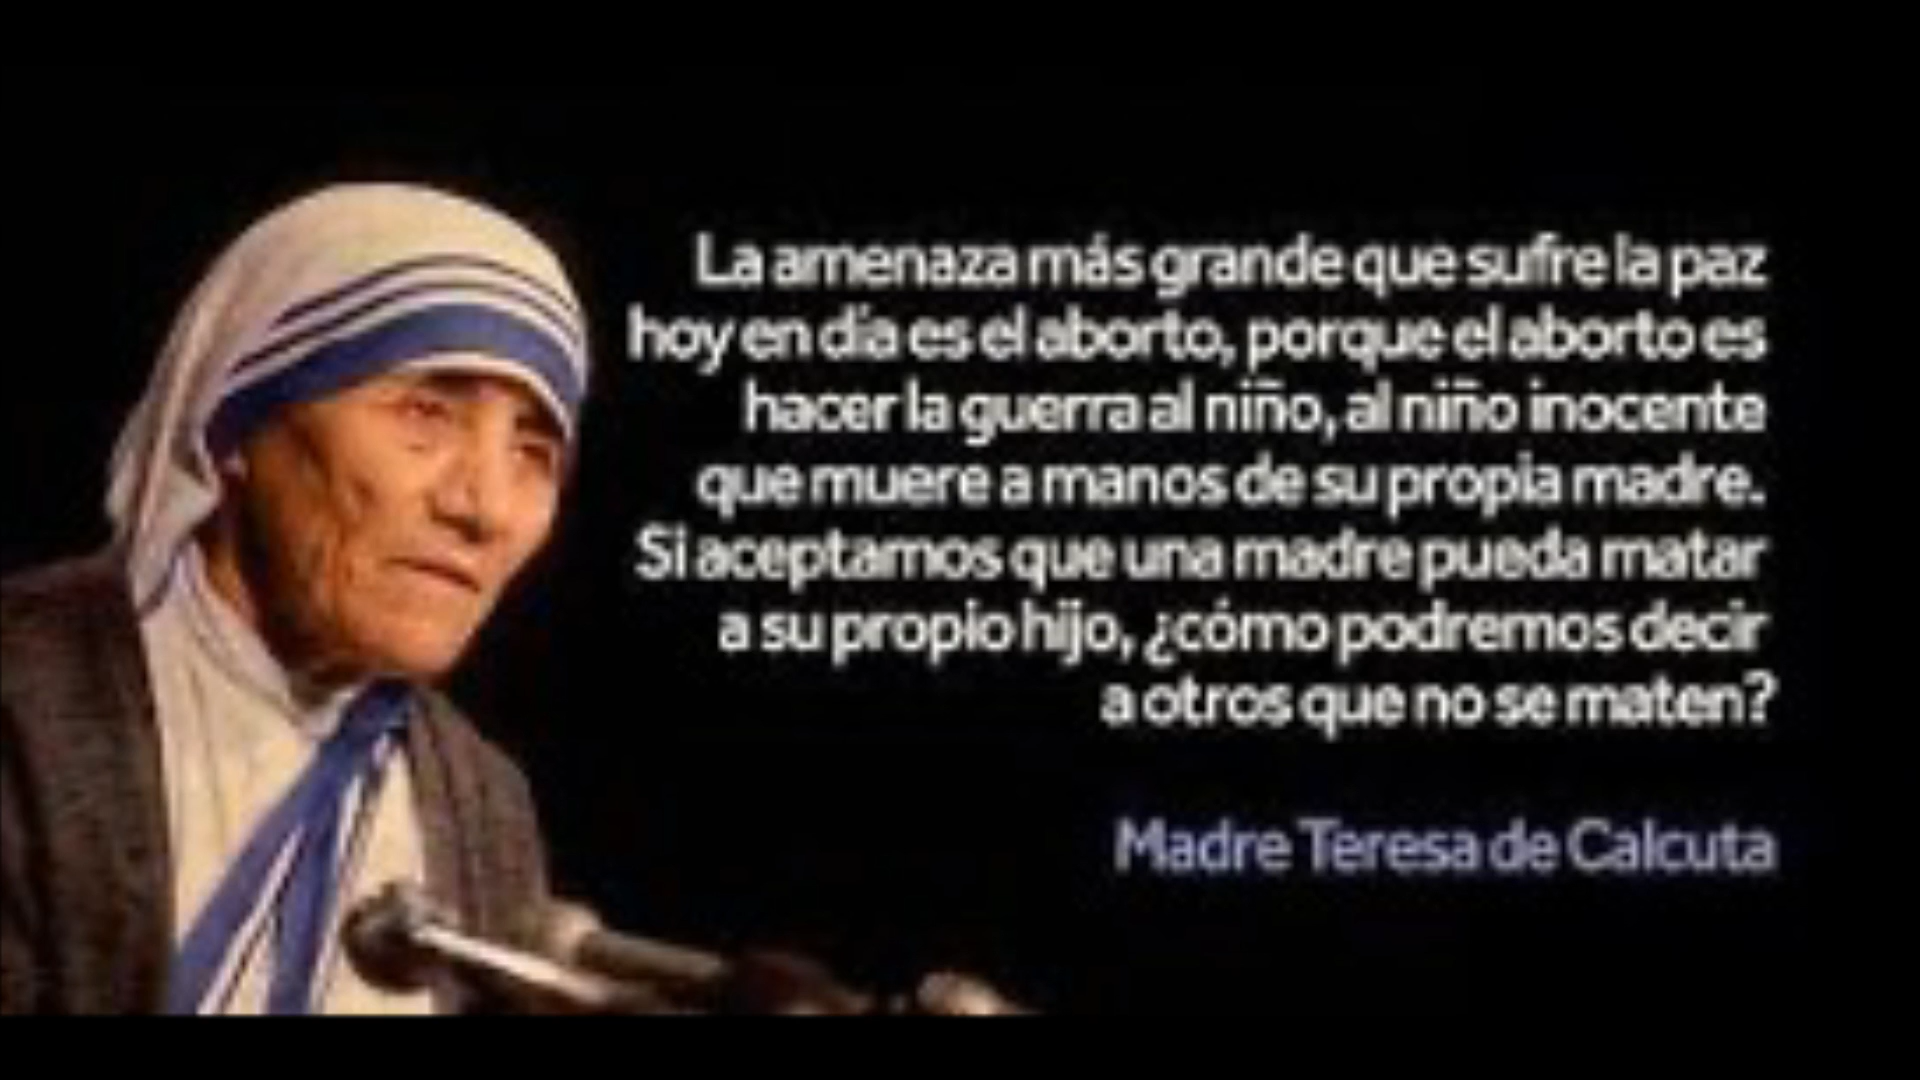 La amenaza más grande que sufre la paz
hoy en día es el aborto, porque el aborto es
hacer la guerra al niño, al niño inocente
que muere a manos de su propia madre.
Si aceptamos que una madre pueda matar
a su propio hijo, ¿cómo podremos decir
a otros que no se maten?
Madre Teresa de Calcuta